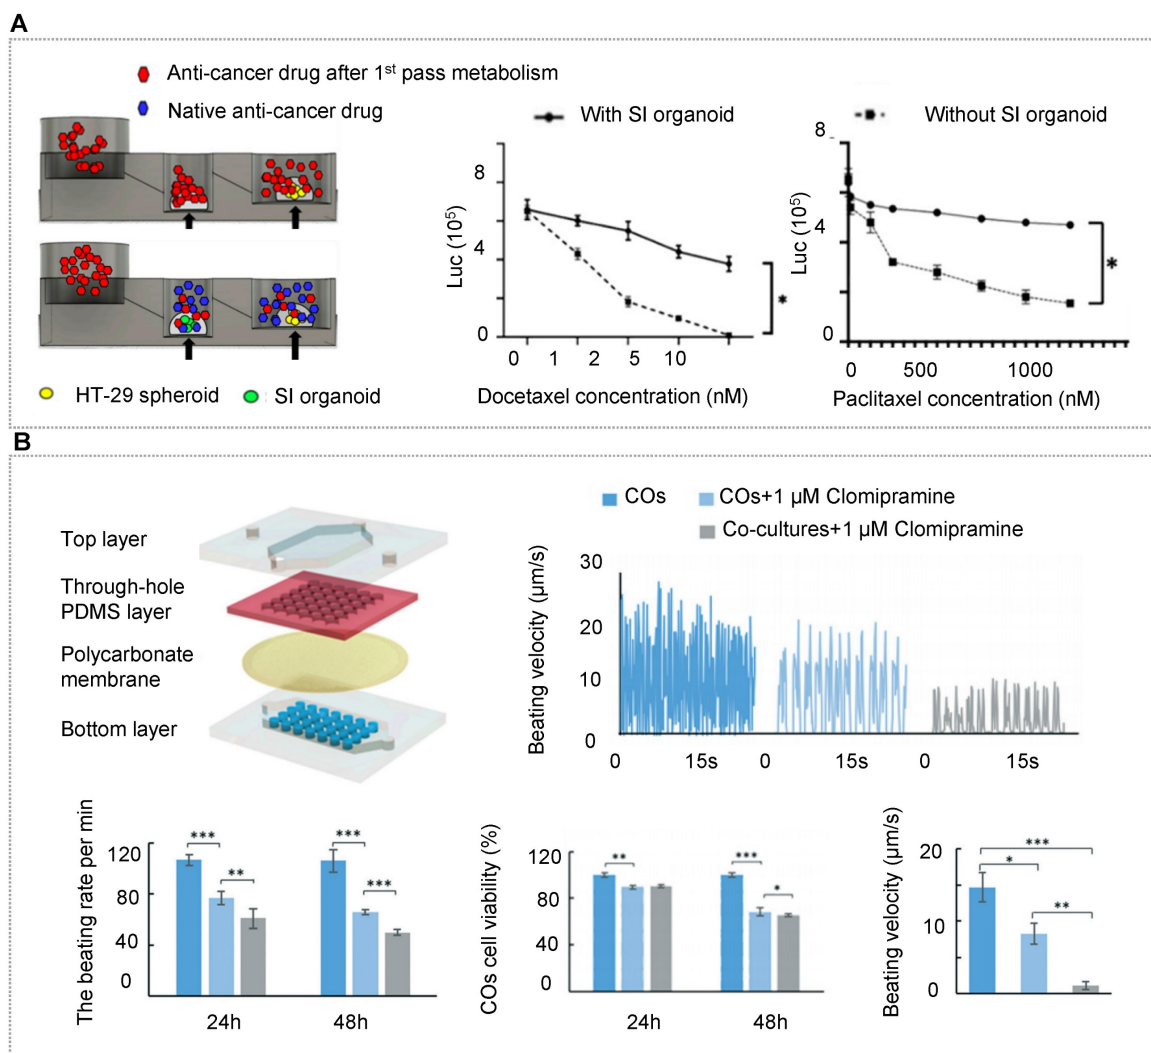 A
Anti-cancer drug after 1st pass metabolism
Native anti-cancer drug
HT-29 spheroid
SI organoid
With SI organoid
Luc (10⁵)
8
4
0
0 1 2 5 10
Docetaxel concentration (nM)
*
Without SI organoid
Luc (10⁵)
8
4
0
0 500 1000
Paclitaxel concentration (nM)
*
B
Top layer
Through-hole
PDMS layer
Polycarbonate
membrane
Bottom layer
COs
COs+1 µM Clomipramine
Co-cultures+1 µM Clomipramine
Beating velocity (µm/s)
30
20
10
0
0 15s 0 15s 0 15s
The beating rate per min
120
80
40
0
***
**
***
***
24h 48h
COs cell viability (%)
120
80
40
0
**
***
*
24h 48h
Beating velocity (µm/s)
20
10
0
***
*
**